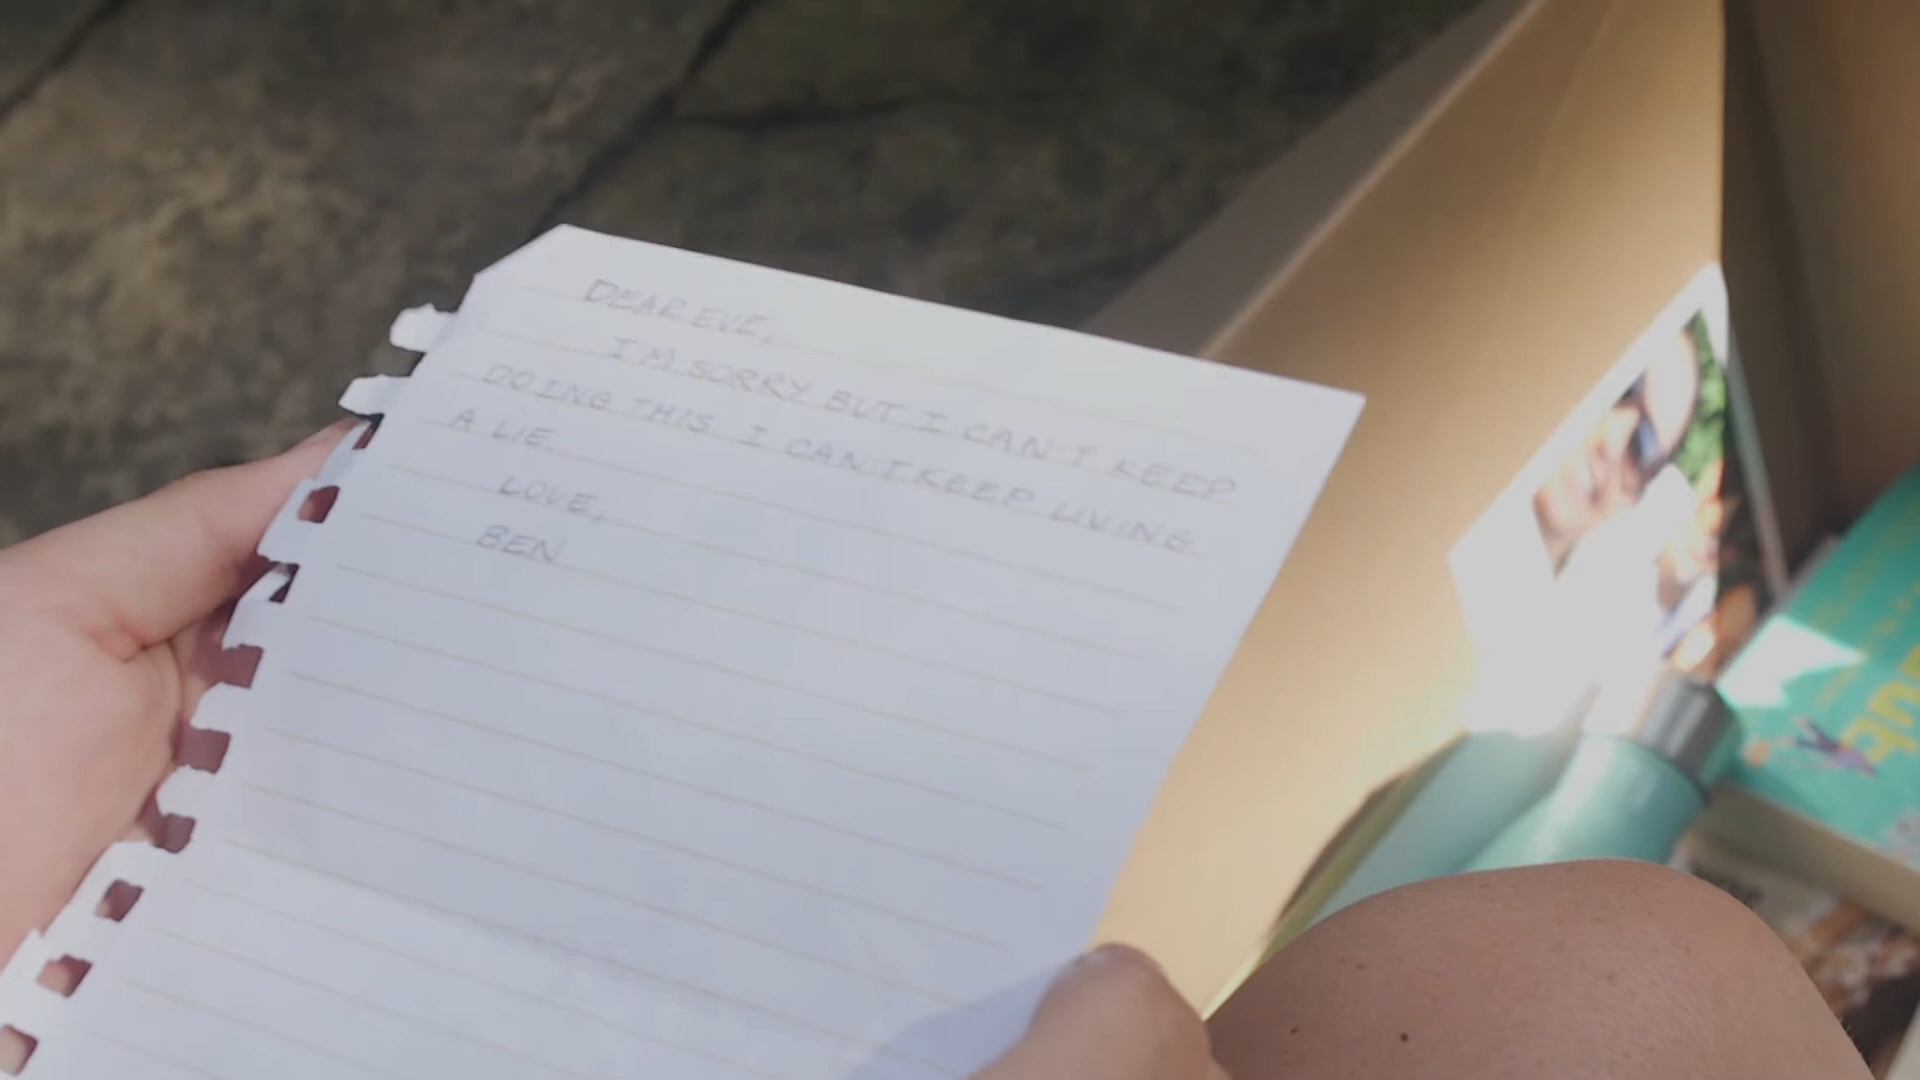 DEAR EVE,
I'M SORRY BUT I CAN'T KEEP
DOING THIS I CAN'T KEEP LIVING
A LIE
LOVE,
BEN